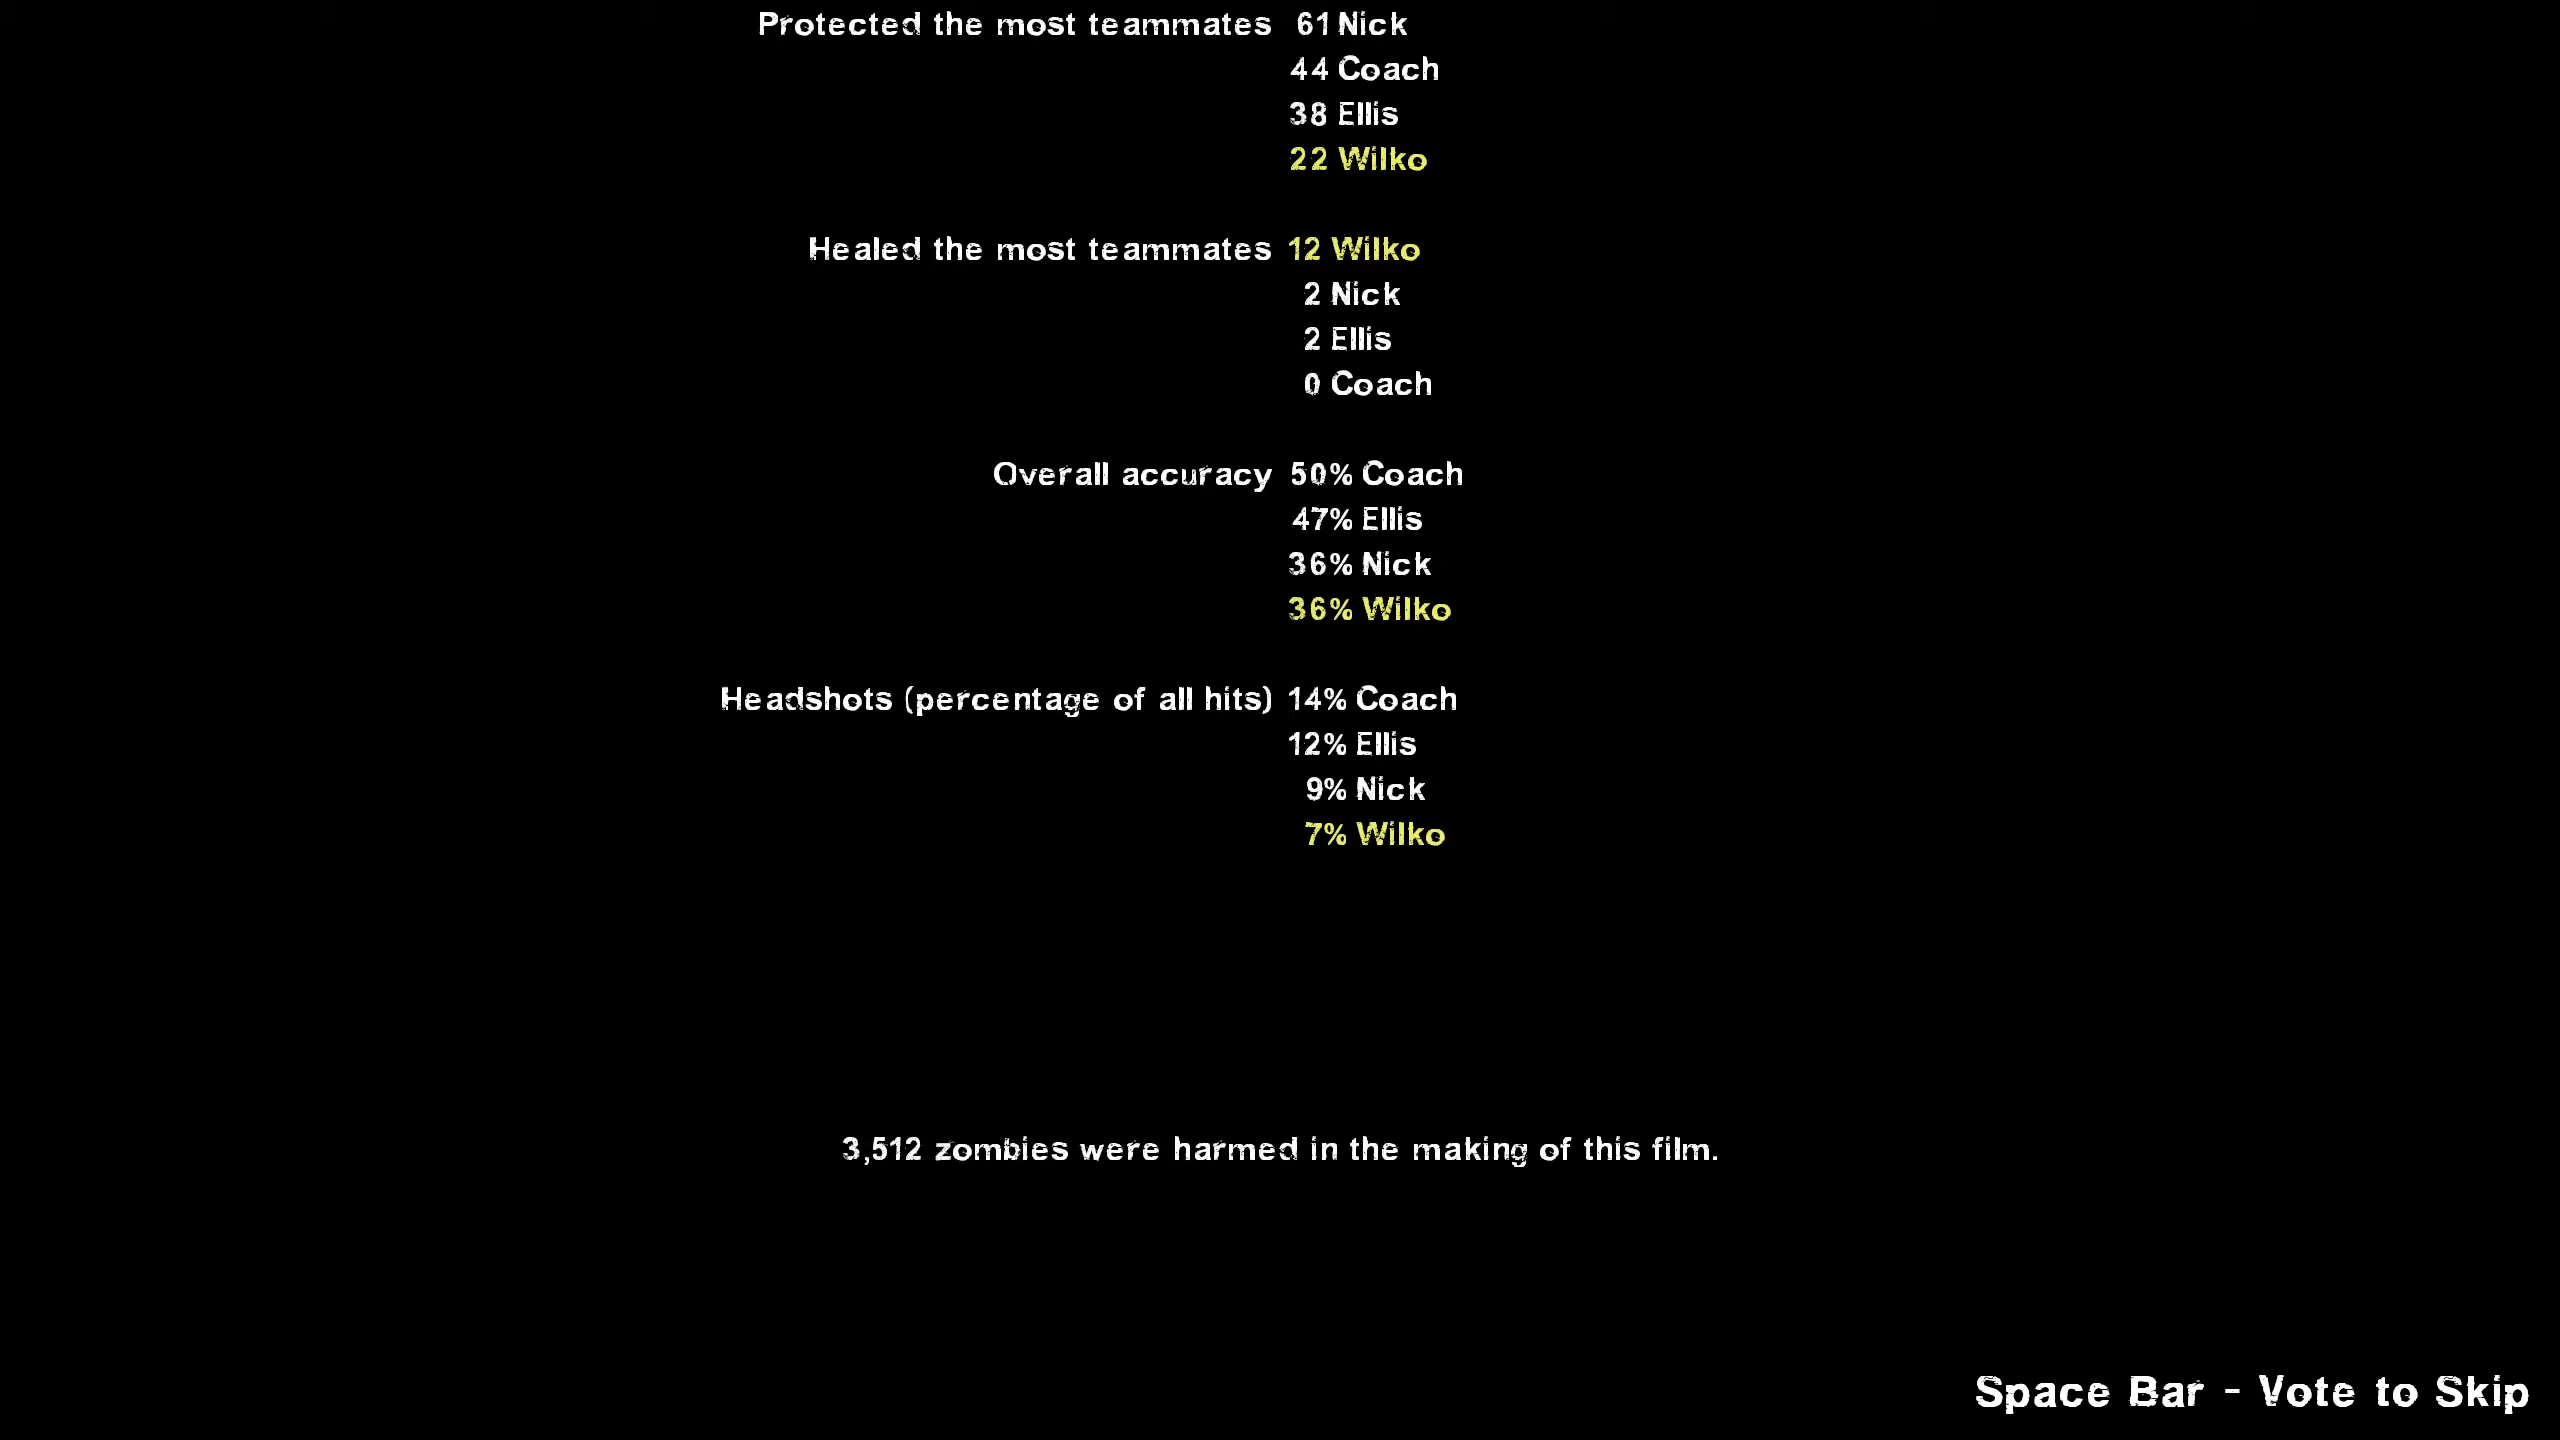 Protected the most teammates 61 Nick
44 Coach
38 Ellis
22 Wilko
Healed the most teammates 12 Wilko
2 Nick
2 Ellis
0 Coach
Overall accuracy 50% Coach
47% Ellis
36% Nick
36% Wilko
Headshots (percentage of all hits) 14% Coach
12% Ellis
9% Nick
7% Wilko
3,512 zombies were harmed in the making of this film.
Space Bar - Vote to Skip